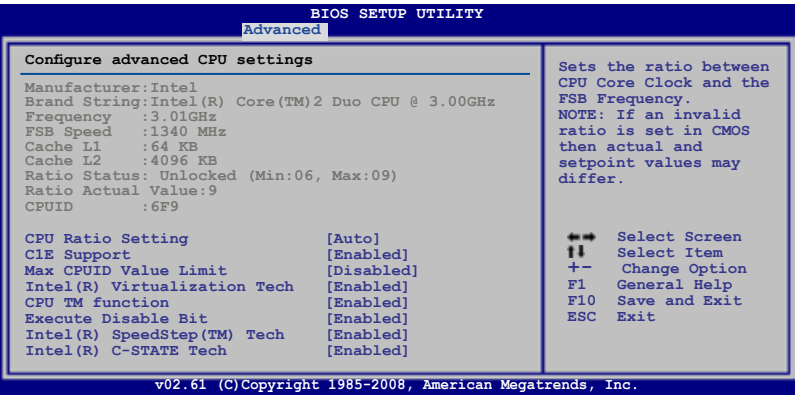 BIOS SETUP UTILITY
Advanced
Configure advanced CPU settings
Manufacturer:Intel
Brand String:Intel(R) Core(TM)2 Duo CPU @ 3.00GHz
Frequency :3.01GHz
FSB Speed :1340 MHz
Cache L1 :64 KB
Cache L2 :4096 KB
Ratio Status: Unlocked (Min:06, Max:09)
Ratio Actual Value:9
CPUID :6F9
CPU Ratio Setting [Auto]
C1E Support [Enabled]
Max CPUID Value Limit [Disabled]
Intel(R) Virtualization Tech [Enabled]
CPU TM function [Enabled]
Execute Disable Bit [Enabled]
Intel(R) SpeedStep(TM) Tech [Enabled]
Intel(R) C-STATE Tech [Enabled]
Sets the ratio between
CPU Core Clock and the
FSB Frequency.
NOTE: If an invalid
ratio is set in CMOS
then actual and
setpoint values may
differ.
←→ Select Screen
↑↓ Select Item
+- Change Option
F1 General Help
F10 Save and Exit
ESC Exit
v02.61 (C)Copyright 1985-2008, American Megatrends, Inc.